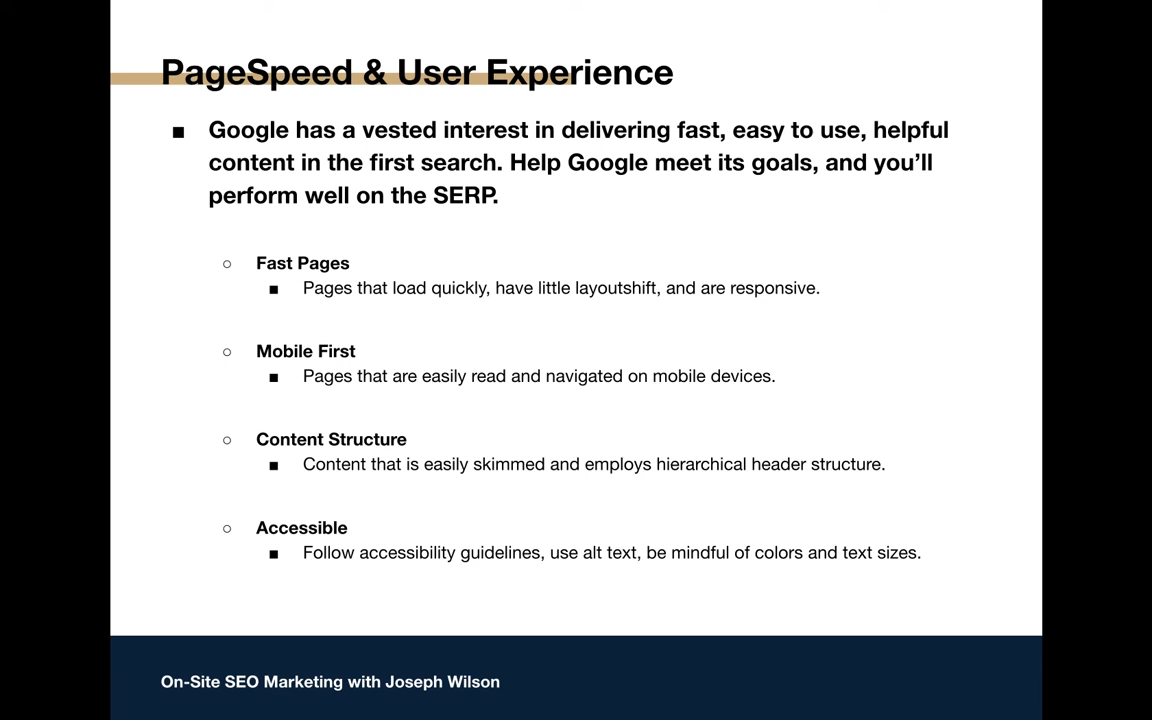 PageSpeed & User Experience
■ Google has a vested interest in delivering fast, easy to use, helpful
content in the first search. Help Google meet its goals, and you’ll
perform well on the SERP.
○ Fast Pages
■ Pages that load quickly, have little layoutshift, and are responsive.
○ Mobile First
■ Pages that are easily read and navigated on mobile devices.
○ Content Structure
■ Content that is easily skimmed and employs hierarchical header structure.
○ Accessible
■ Follow accessibility guidelines, use alt text, be mindful of colors and text sizes.
On-Site SEO Marketing with Joseph Wilson